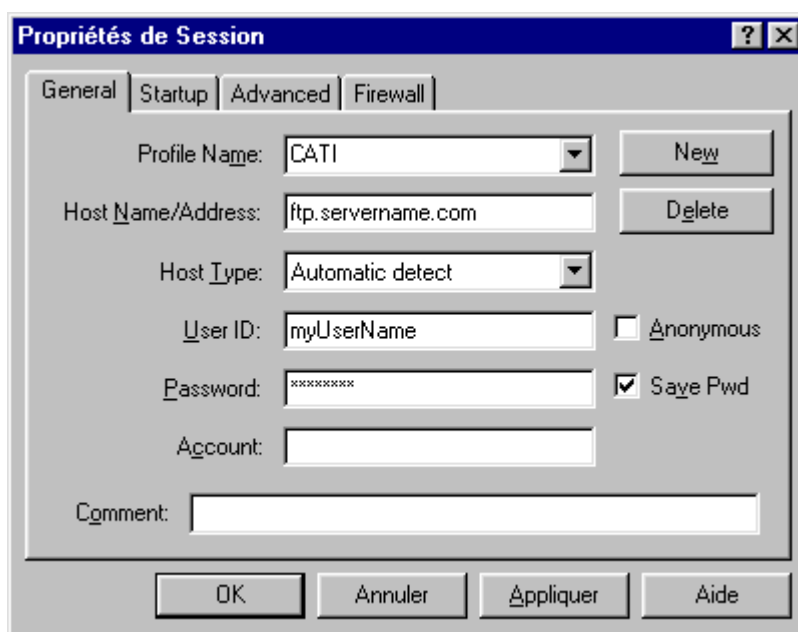 Propriétés de Session
General Startup Advanced Firewall
Profile Name: CATI New
Host Name/Address: ftp.servername.com Delete
Host Type: Automatic detect
User ID: myUserName Anonymous
Password: ******** Save Pwd
Account:
Comment:
OK Annuler Appliquer Aide